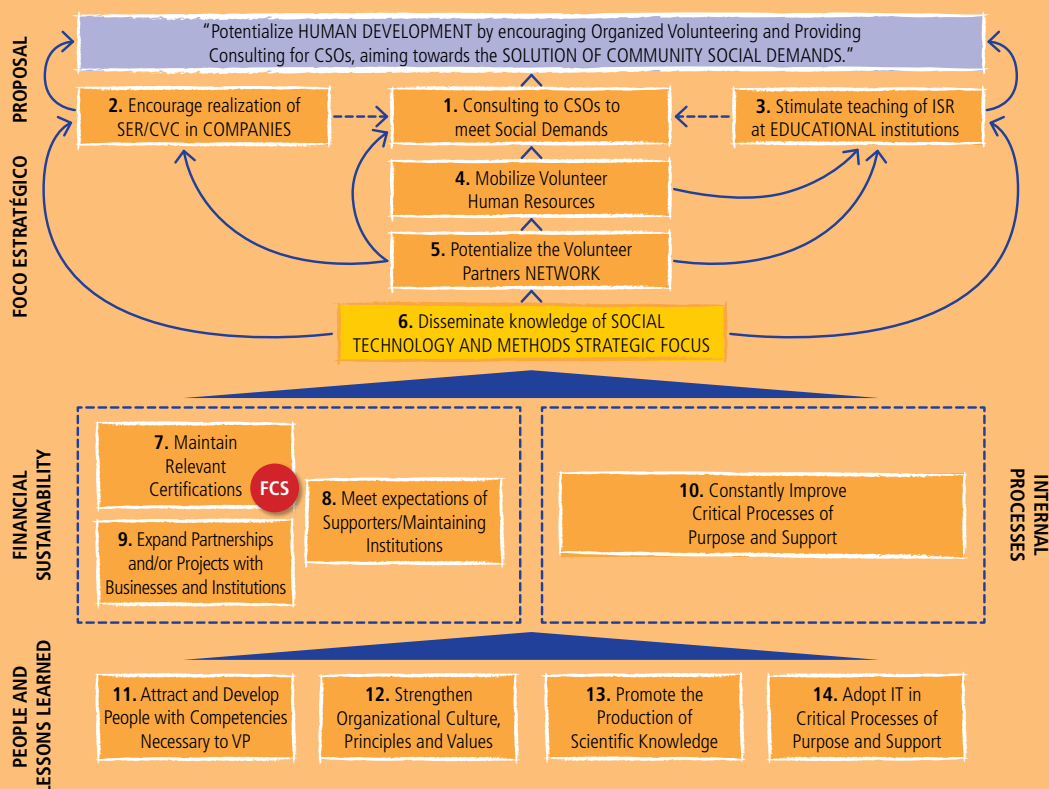 PROPOSAL
“Potentialize HUMAN DEVELOPMENT by encouraging Organized Volunteering and Providing
Consulting for CSOs, aiming towards the SOLUTION OF COMMUNITY SOCIAL DEMANDS.”
FOCO ESTRATÉGICO
2. Encourage realization of
SER/CVC in COMPANIES
1. Consulting to CSOs to
meet Social Demands
3. Stimulate teaching of ISR
at EDUCATIONAL institutions
4. Mobilize Volunteer
Human Resources
5. Potentialize the Volunteer
Partners NETWORK
6. Disseminate knowledge of SOCIAL
TECHNOLOGY AND METHODS STRATEGIC FOCUS
FINANCIAL
SUSTAINABILITY
7. Maintain
Relevant
Certifications
FCS
8. Meet expectations of
Supporters/Maintaining
Institutions
9. Expand Partnerships
and/or Projects with
Businesses and Institutions
10. Constantly Improve
Critical Processes of
Purpose and Support
INTERNAL
PROCESSES
PEOPLE AND
LESSONS LEARNED
11. Attract and Develop
People with Competencies
Necessary to VP
12. Strengthen
Organizational Culture,
Principles and Values
13. Promote the
Production of
Scientific Knowledge
14. Adopt IT in
Critical Processes of
Purpose and Support